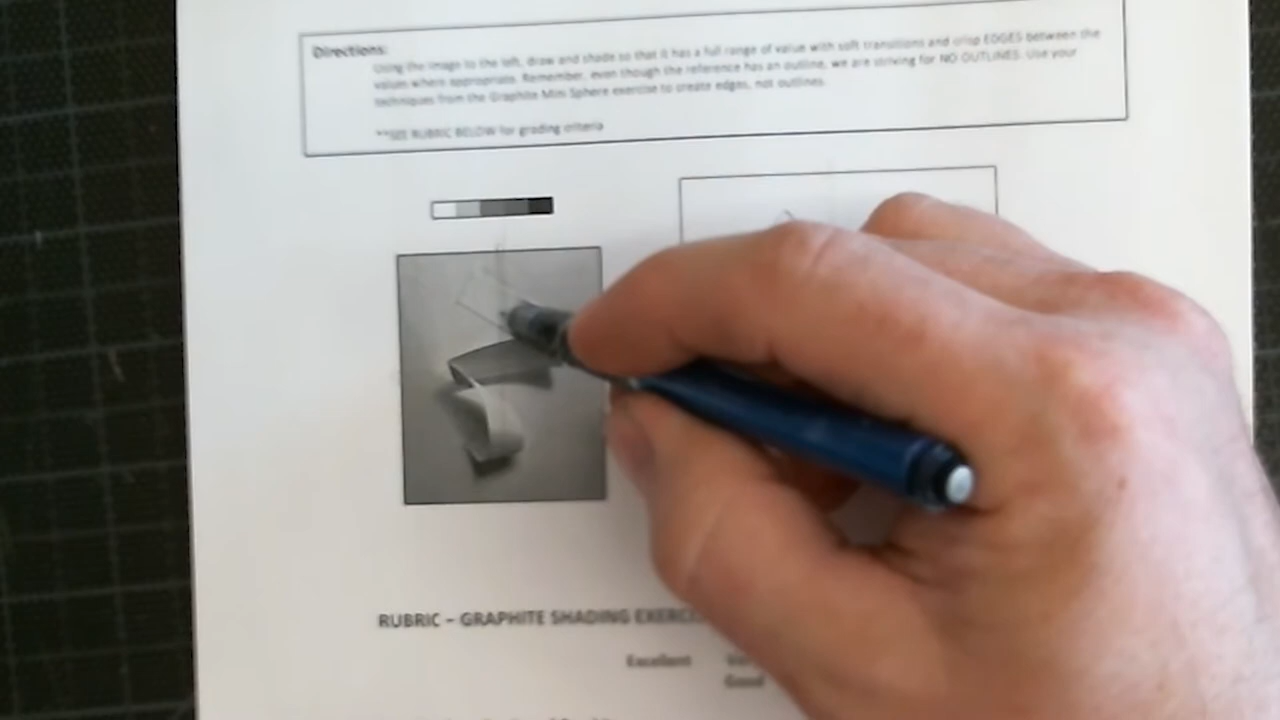 Directions:
Using the image to the left, draw and shade so that it has a full range of value with soft transitions and crisp EDGES between the
values where appropriate. Remember, even though the reference has an outline, we are striving for NO OUTLINES. Use your
techniques from the Graphite Mini Sphere exercise to create edges, not outlines.
**SEE RUBRIC BELOW for grading criteria
RUBRIC – GRAPHITE SHADING
Excellent
Good